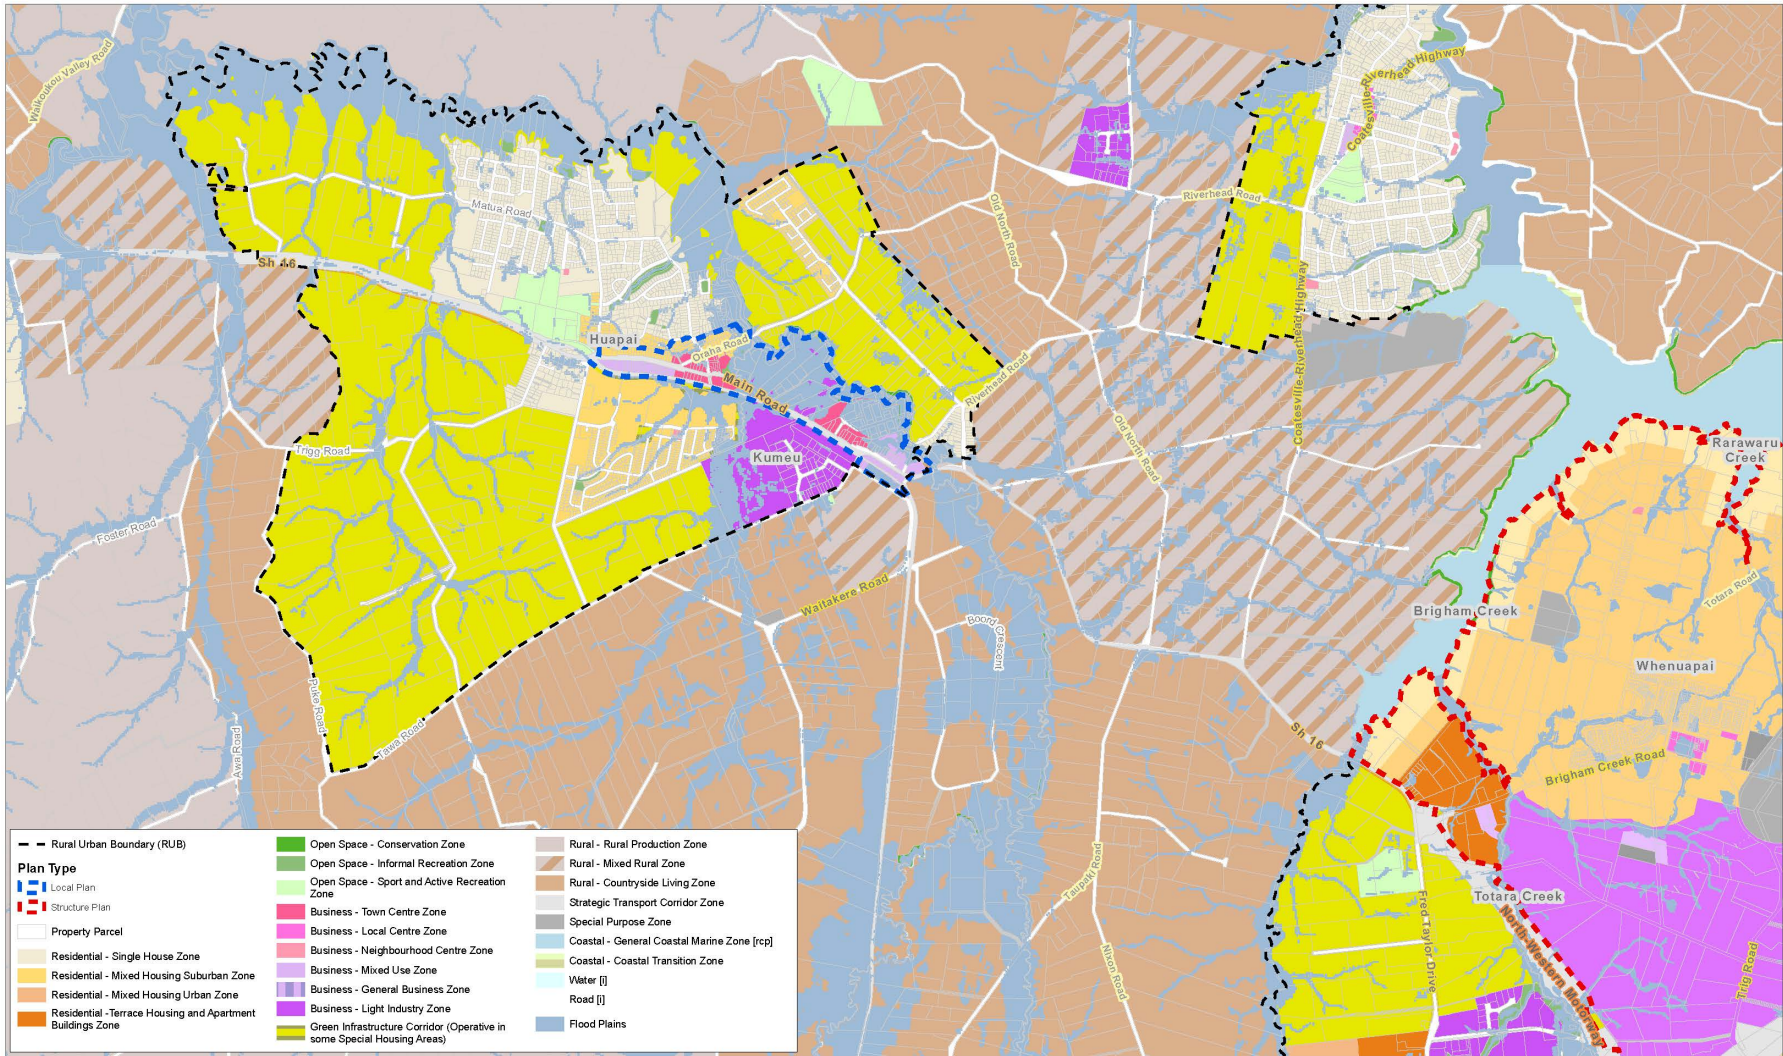 Waikoukou Valley Road
Coatesville-Riverhead Highway
Matua Road
Riverhead Road
Old North Road
Sh 16
Huapai
Oraha Road
Main Road
Riverhead Road
Coatesville-Riverhead Highway
Trigg Road
Kumeu
Old North Road
Rarawaru
Creek
Foster Road
Waitakere Road
Boord Crescent
Brigham Creek
Totara Road
Whenuapai
Puke Road
Tawa Road
Awa Road
Sh 16
Brigham Creek Road
Taupaki Road
Nixon Road
Fred Taylor Drive
Totara Creek
North-Western Motorway
Trig Road
Rural Urban Boundary (RUB)
Plan Type
Local Plan
Structure Plan
Property Parcel
Residential - Single House Zone
Residential - Mixed Housing Suburban Zone
Residential - Mixed Housing Urban Zone
Residential -Terrace Housing and Apartment
Buildings Zone
Open Space - Conservation Zone
Open Space - Informal Recreation Zone
Open Space - Sport and Active Recreation
Zone
Business - Town Centre Zone
Business - Local Centre Zone
Business - Neighbourhood Centre Zone
Business - Mixed Use Zone
Business - General Business Zone
Business - Light Industry Zone
Green Infrastructure Corridor (Operative in
some Special Housing Areas)
Rural - Rural Production Zone
Rural - Mixed Rural Zone
Rural - Countryside Living Zone
Strategic Transport Corridor Zone
Special Purpose Zone
Coastal - General Coastal Marine Zone [rcp]
Coastal - Coastal Transition Zone
Water [i]
Road [i]
Flood Plains